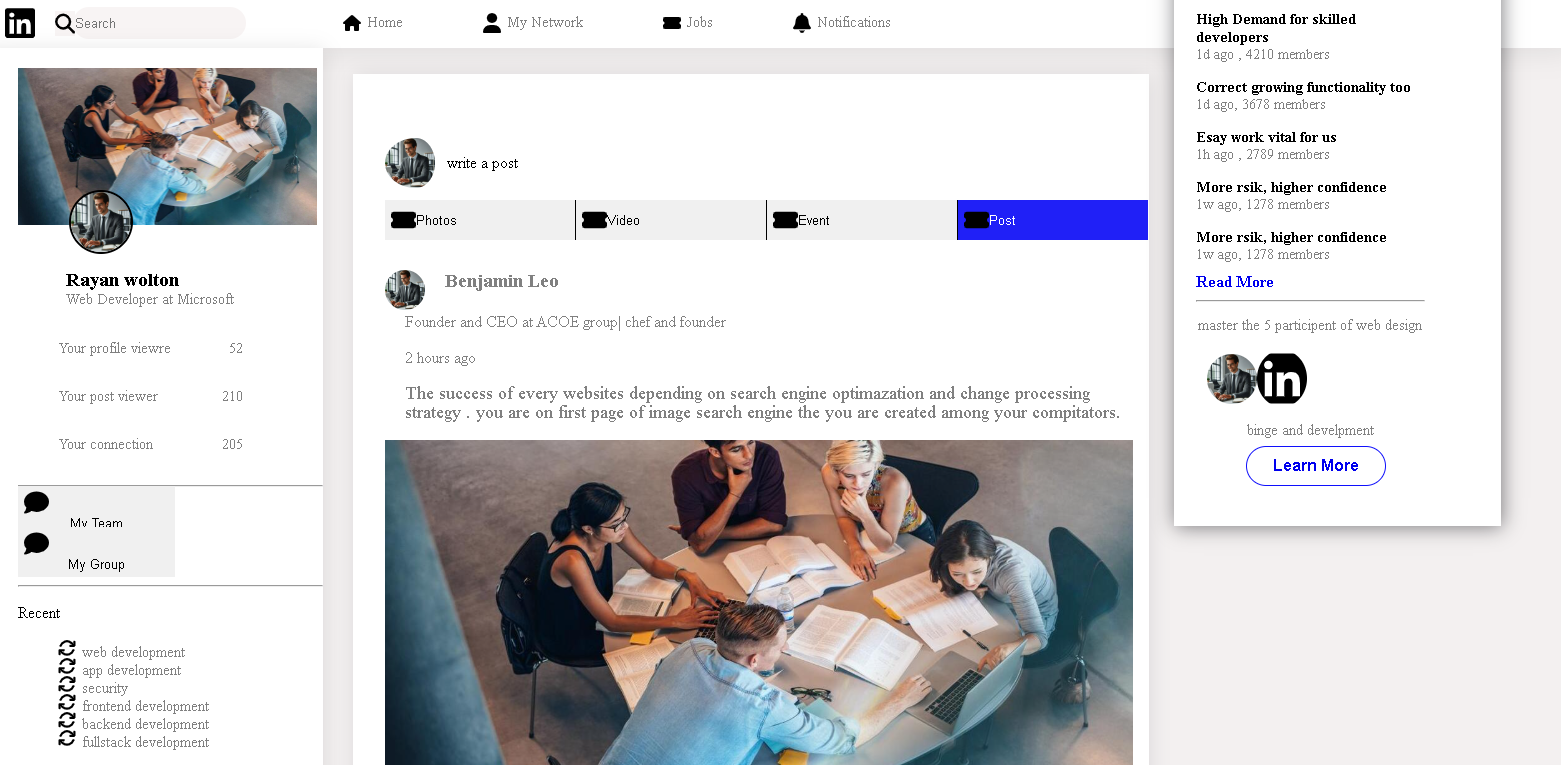 in
Search
Home
My Network
Jobs
Notifications
Rayan wolton
Web Developer at Microsoft
Your profile viewre 52
Your post viewer 210
Your connection 205
My Team
My Group
Recent
web development
app development
security
frontend development
backend development
fullstack development
write a post
Photos
Video
Event
Post
Benjamin Leo
Founder and CEO at ACOE group| chef and founder
2 hours ago
The success of every websites depending on search engine optimazation and change processing
strategy . you are on first page of image search engine the you are created among your compitators.
High Demand for skilled
developers
1d ago , 4210 members
Correct growing functionality too
1d ago, 3678 members
Esay work vital for us
1h ago , 2789 members
More rsik, higher confidence
1w ago, 1278 members
More rsik, higher confidence
1w ago, 1278 members
Read More
master the 5 participent of web design
in
binge and develpment
Learn More